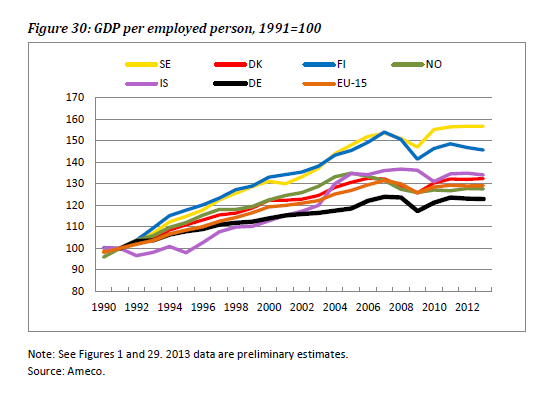 Figure 30: GDP per employed person, 1991=100
SE DK FI NO
IS DE EU-15
170
160
150
140
130
120
110
100
90
80
1990 1992 1994 1996 1998 2000 2002 2004 2006 2008 2010 2012
Note: See Figures 1 and 29. 2013 data are preliminary estimates.
Source: Ameco.